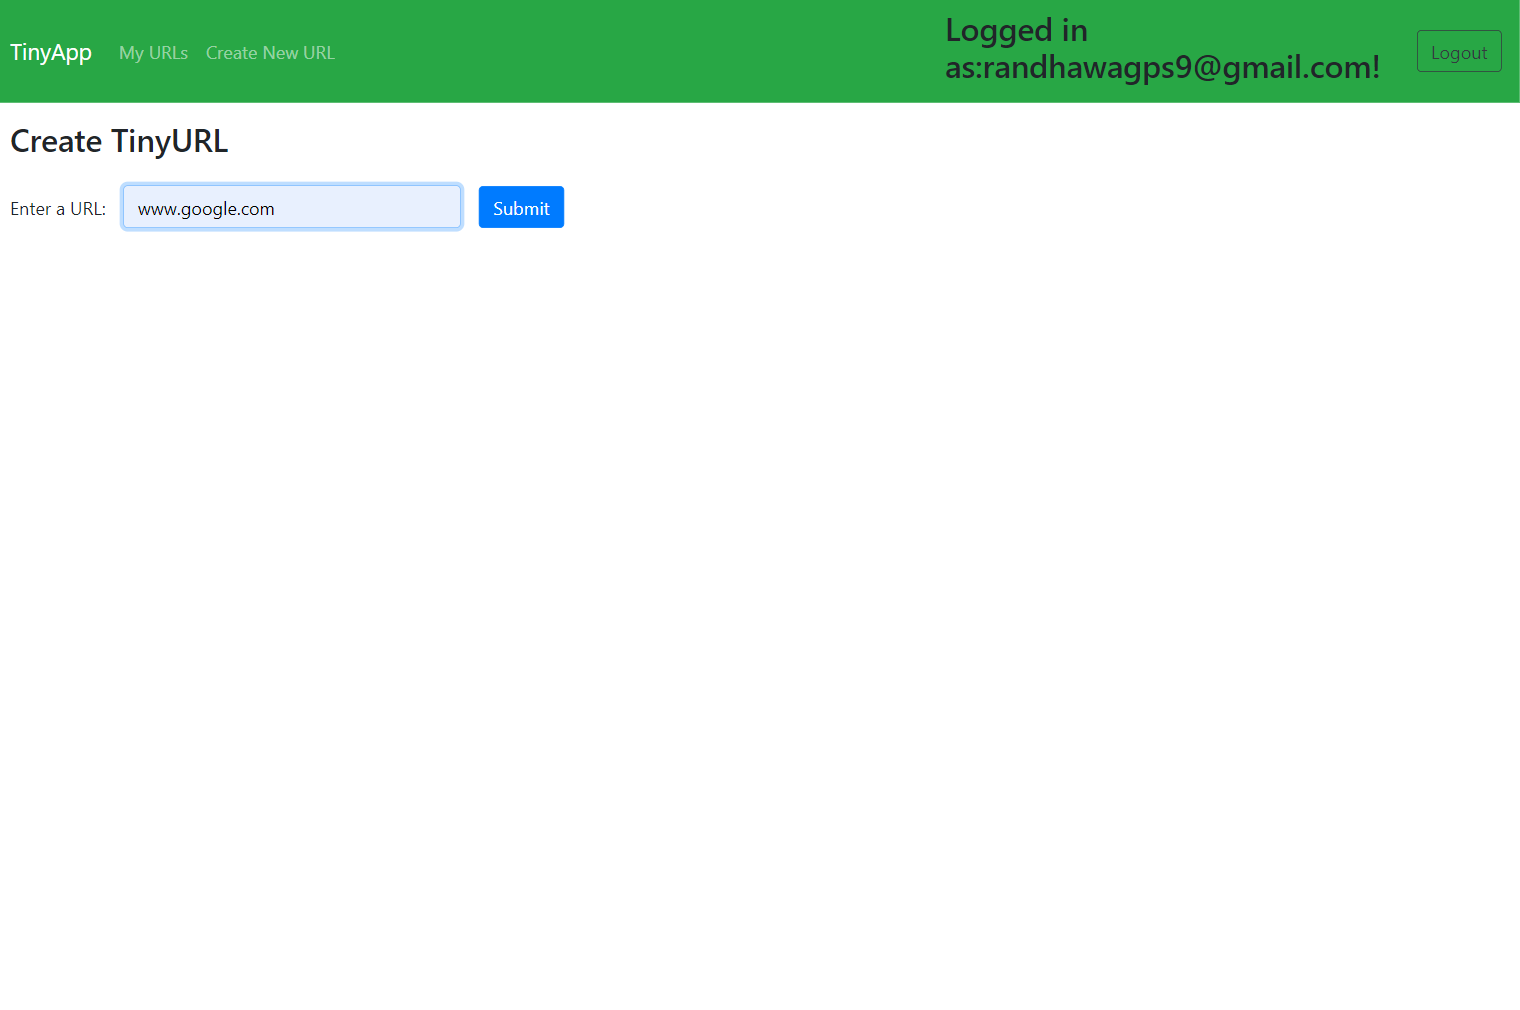 TinyApp My URLs Create New URL
Logged in
as:randhawagps9@gmail.com!
Logout
Create TinyURL
Enter a URL: www.google.com Submit